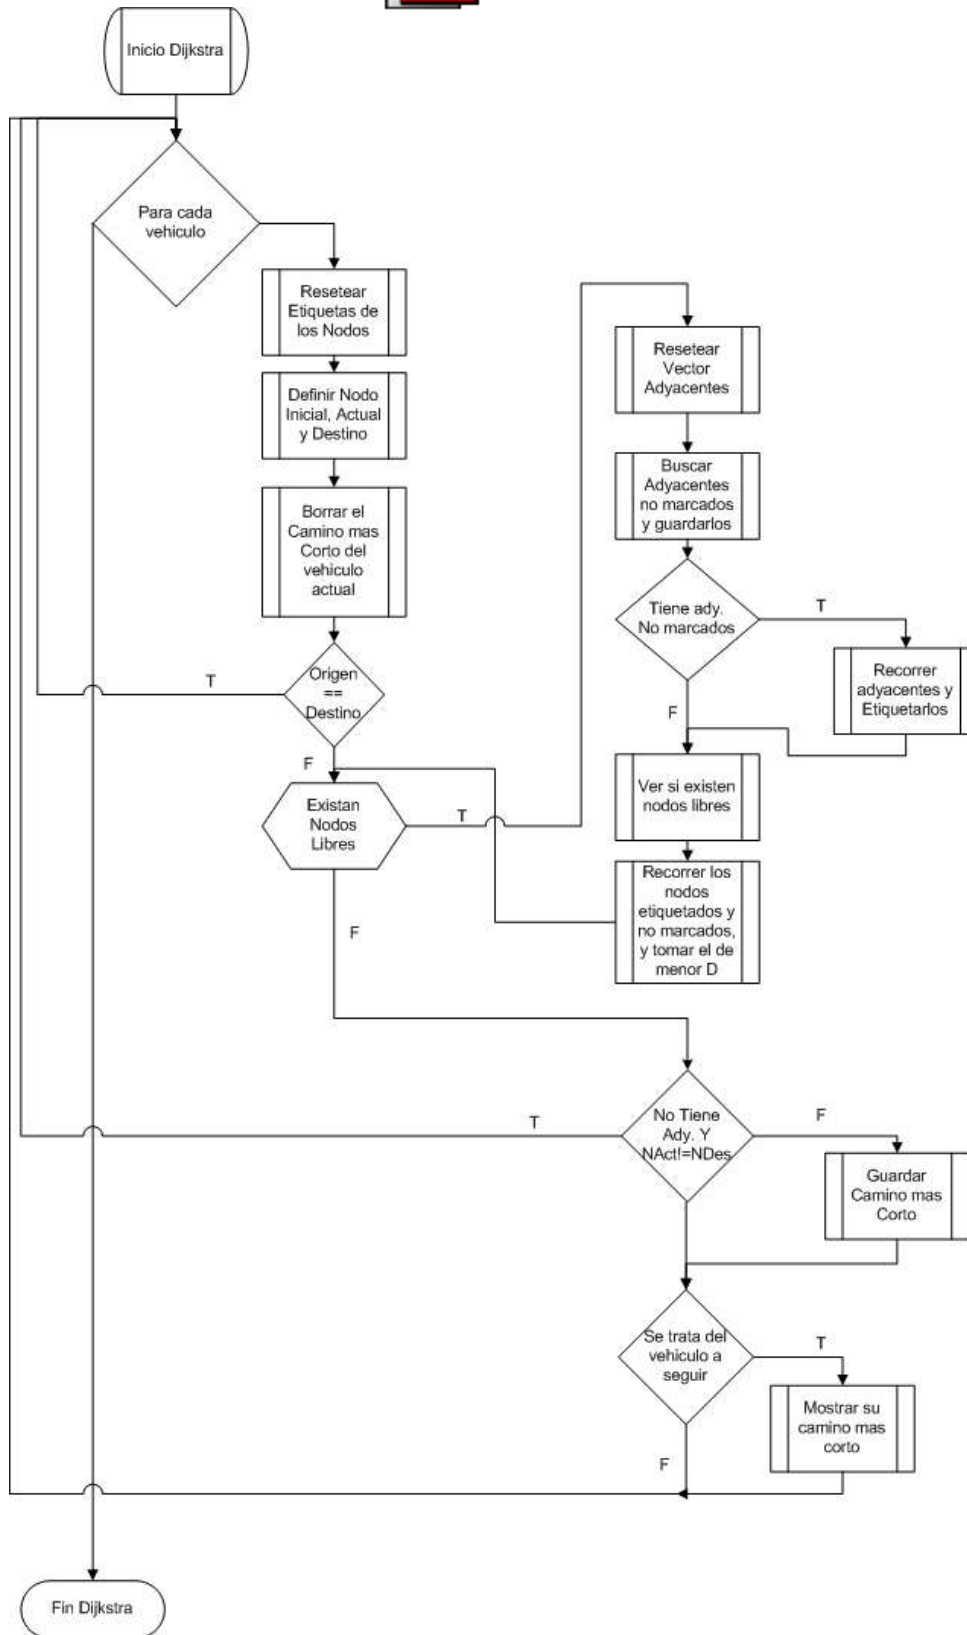 Inicio Dijkstra
Para cada
vehiculo
Resetear
Etiquetas de
los Nodos
Definir Nodo
Inicial, Actual
y Destino
Borrar el
Camino mas
Corto del
vehiculo
actual
Origen
==
Destino
T
F
Existan
Nodos
Libres
T
F
Resetear
Vector
Adyacentes
Buscar
Adyacentes
no marcados
y guardarlos
Tiene ady.
No marcados
T
F
Recorrer
adyacentes y
Etiquetarlos
Ver si existen
nodos libres
Recorrer los
nodos
etiquetados y
no marcados,
y tomar el de
menor D
No Tiene
Ady. Y
NAct!=NDes
T
F
Guardar
Camino mas
Corto
Se trata del
vehiculo a
seguir
T
F
Mostrar su
camino mas
corto
Fin Dijkstra